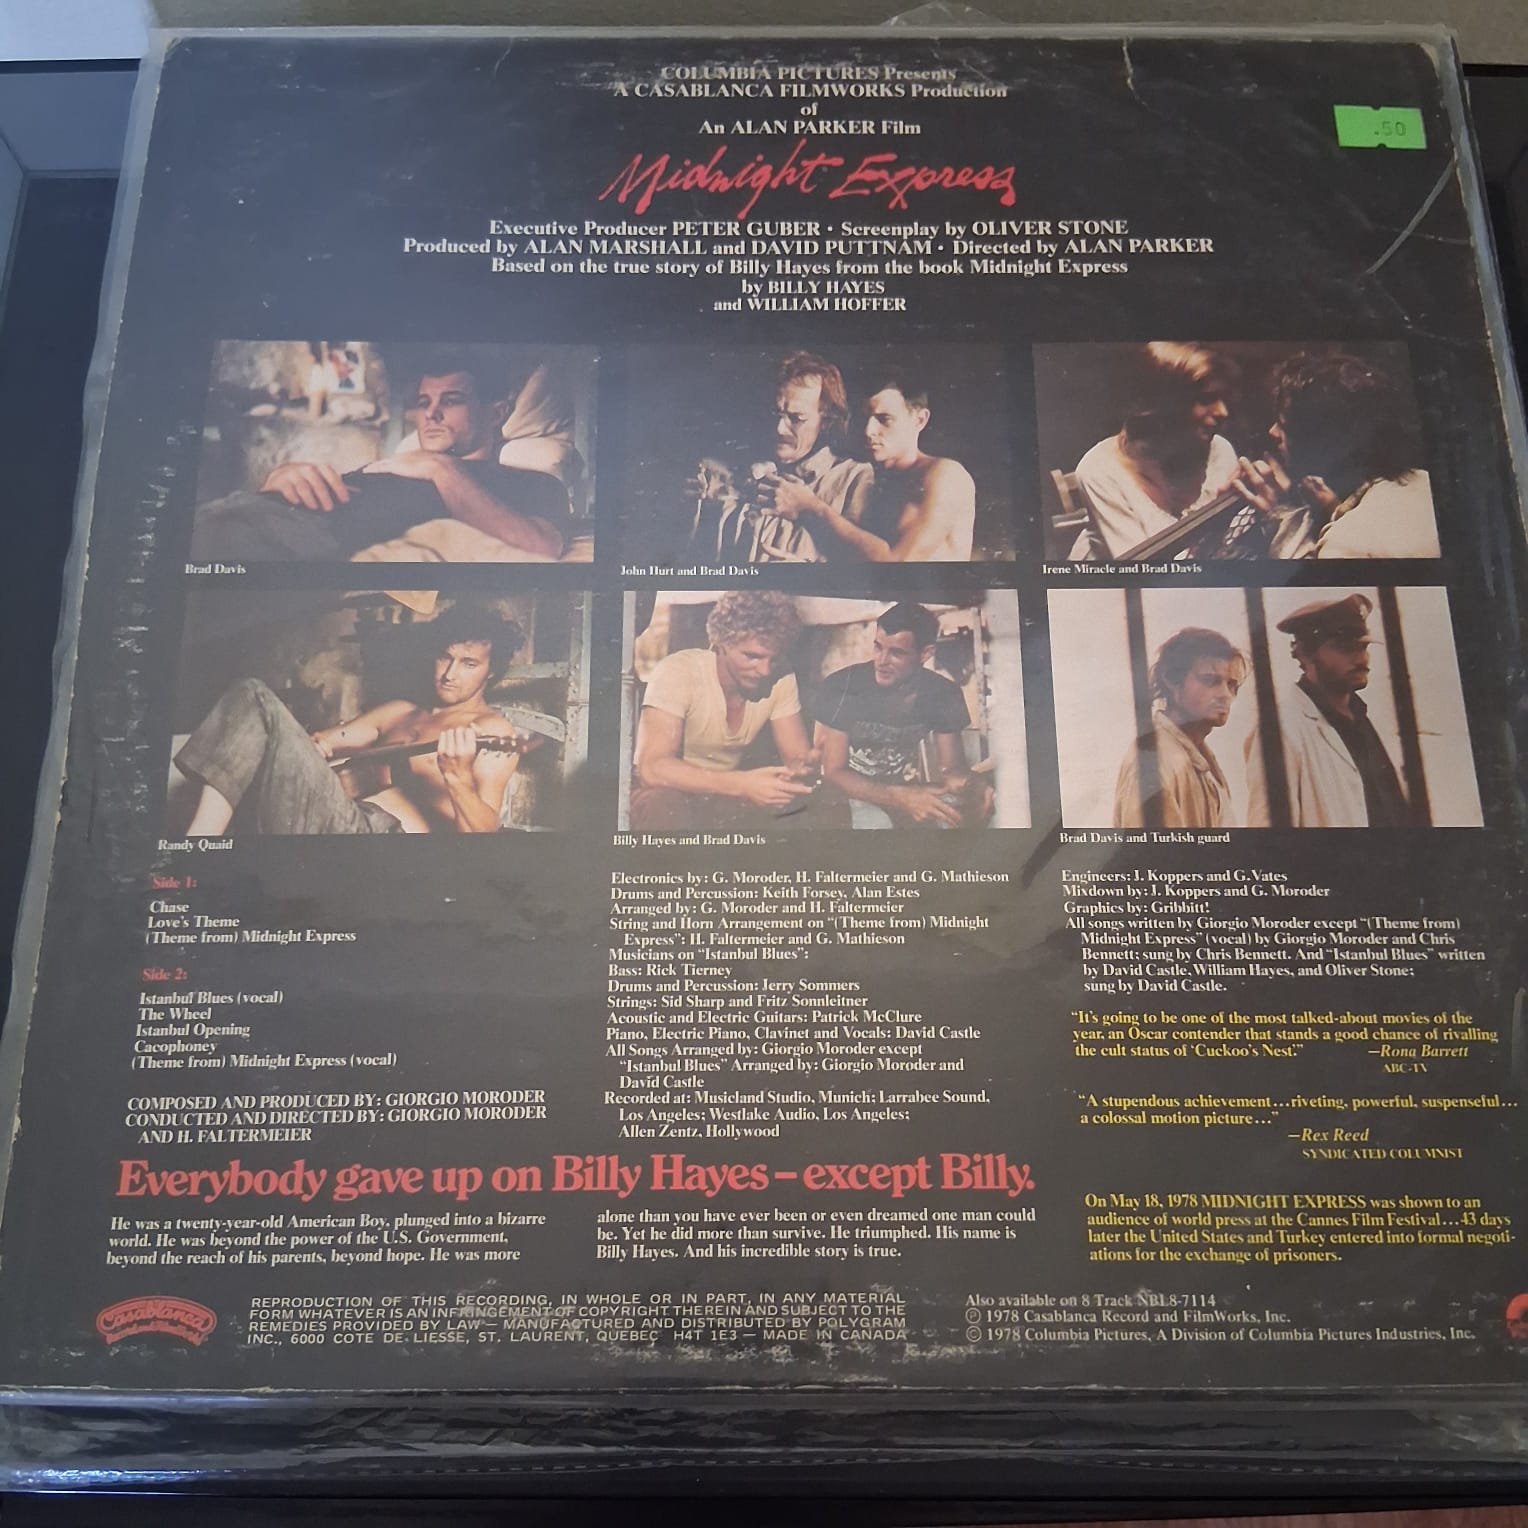 COLUMBIA PICTURES Presents
A CASABLANCA FILMWORKS Production
of
An ALAN PARKER Film
.50
Midnight Express
Executive Producer PETER GUBER • Screenplay by OLIVER STONE
Produced by ALAN MARSHALL and DAVID PUTTNAM • Directed by ALAN PARKER
Based on the true story of Billy Hayes from the book Midnight Express
by BILLY HAYES
and WILLIAM HOFFER
Brad Davis
John Hurt and Brad Davis
Irene Miracle and Brad Davis
Randy Quaid
Billy Hayes and Brad Davis
Brad Davis and Turkish guard
Side 1:
Chase
Love's Theme
(Theme from) Midnight Express
Side 2:
Istanbul Blues (vocal)
The Wheel
Istanbul Opening
Cacophoney
(Theme from) Midnight Express (vocal)
COMPOSED AND PRODUCED BY: GIORGIO MORODER
CONDUCTED AND DIRECTED BY: GIORGIO MORODER
AND H. FALTERMEIER
Electronics by: G. Moroder, H. Faltermeier and G. Mathieson
Drums and Percussion: Keith Forsey, Alan Estes
Arranged by: G. Moroder and H. Faltermeier
String and Horn Arrangement on "(Theme from) Midnight
Express": H. Faltermeier and G. Mathieson
Musicians on "Istanbul Blues":
Bass: Rick Tierney
Drums and Percussion: Jerry Sommers
Strings: Sid Sharp and Fritz Sonnleitner
Acoustic and Electric Guitars: Patrick McClure
Piano, Electric Piano, Clavinet and Vocals: David Castle
All Songs Arranged by: Giorgio Moroder except
"Istanbul Blues" Arranged by: Giorgio Moroder and
David Castle
Recorded at: Musicland Studio, Munich; Larrabee Sound,
Los Angeles; Westlake Audio, Los Angeles;
Allen Zentz, Hollywood
Engineers: J. Koppers and G. Vates
Mixdown by: J. Koppers and G. Moroder
Graphics by: Gribbitt!
All songs written by Giorgio Moroder except "(Theme from)
Midnight Express" (vocal) by Giorgio Moroder and Chris
Bennett; sung by Chris Bennett. And "Istanbul Blues" written
by David Castle, William Hayes, and Oliver Stone;
sung by David Castle.
"It's going to be one of the most talked-about movies of the
year, an Oscar contender that stands a good chance of rivalling
the cult status of 'Cuckoo's Nest'."
—Rona Barrett
ABC-TV
"A stupendous achievement...riveting, powerful, suspenseful...
a colossal motion picture..."
—Rex Reed
SYNDICATED COLUMNIST
On May 18, 1978 MIDNIGHT EXPRESS was shown to an
audience of world press at the Cannes Film Festival...43 days
later the United States and Turkey entered into formal negoti-
ations for the exchange of prisoners.
Everybody gave up on Billy Hayes – except Billy.
He was a twenty-year-old American Boy, plunged into a bizarre
world. He was beyond the power of the U.S. Government,
beyond the reach of his parents, beyond hope. He was more
alone than you have ever been or even dreamed one man could
be. Yet he did more than survive. He triumphed. His name is
Billy Hayes. And his incredible story is true.
Casablanca
REPRODUCTION OF THIS RECORDING, IN WHOLE OR IN PART, IN ANY MATERIAL
FORM WHATEVER IS AN INFRINGEMENT OF COPYRIGHT THEREIN AND SUBJECT TO THE
REMEDIES PROVIDED BY LAW — MANUFACTURED AND DISTRIBUTED BY POLYGRAM
INC., 6000 COTE DE LIESSE, ST. LAURENT, QUEBEC H4T 1E3 — MADE IN CANADA
Also available on 8 Track NBL8-7114
℗ 1978 Casablanca Record and FilmWorks, Inc.
© 1978 Columbia Pictures, A Division of Columbia Pictures Industries, Inc.